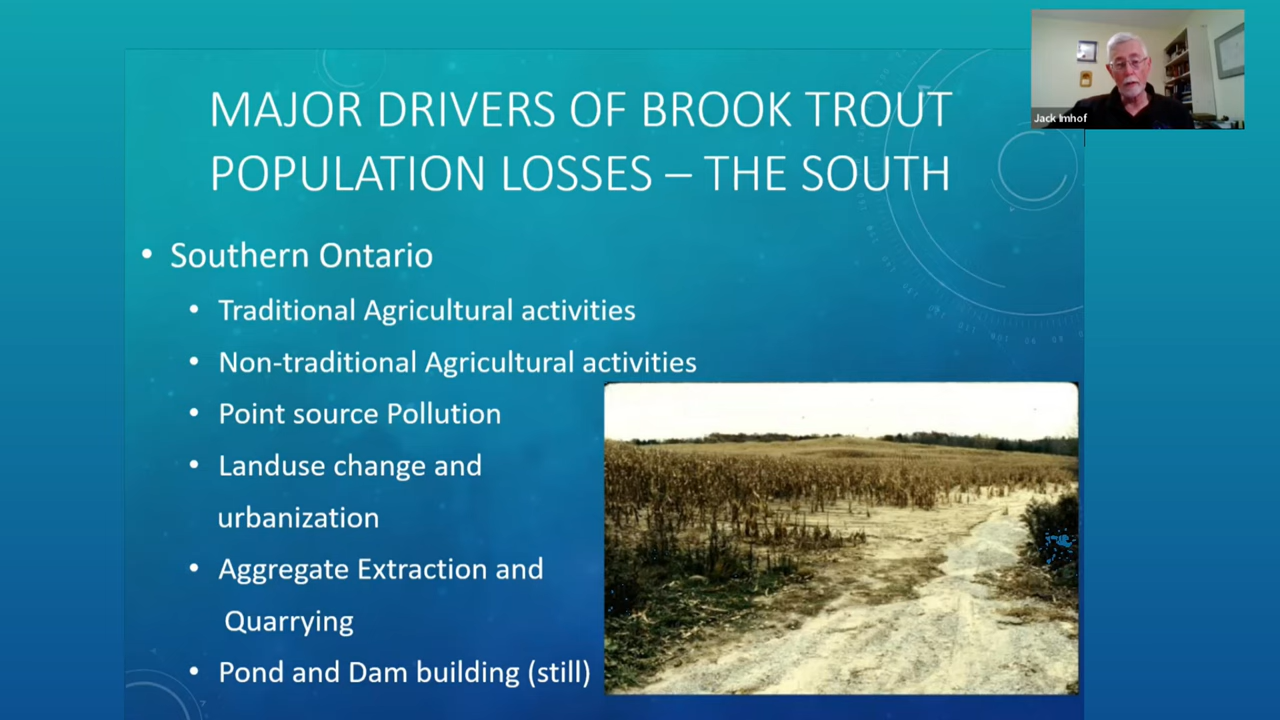 MAJOR DRIVERS OF BROOK TROUT
POPULATION LOSSES – THE SOUTH
Jack Imhof
• Southern Ontario
• Traditional Agricultural activities
• Non-traditional Agricultural activities
• Point source Pollution
• Landuse change and
urbanization
• Aggregate Extraction and
Quarrying
• Pond and Dam building (still)